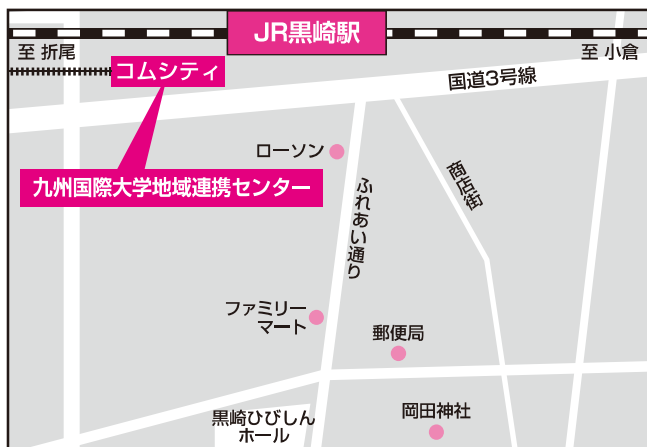 JR黒崎駅
至 折尾
至 小倉
コムシティ
国道3号線
ローソン
九州国際大学地域連携センター
商店街
ふれあい通り
ファミリー
マート
郵便局
黒崎ひびしん
ホール
岡田神社